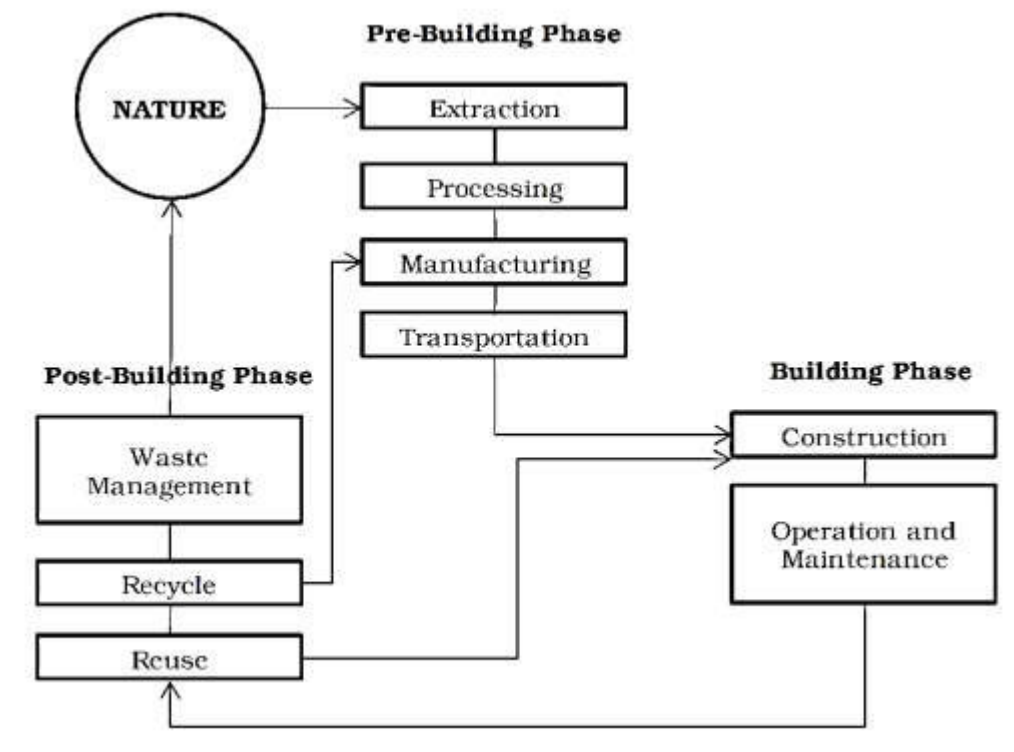 Pre-Building Phase
NATURE
Extraction
Processing
Manufacturing
Transportation
Post-Building Phase
Waste
Management
Recycle
Reuse
Building Phase
Construction
Operation and
Maintenance